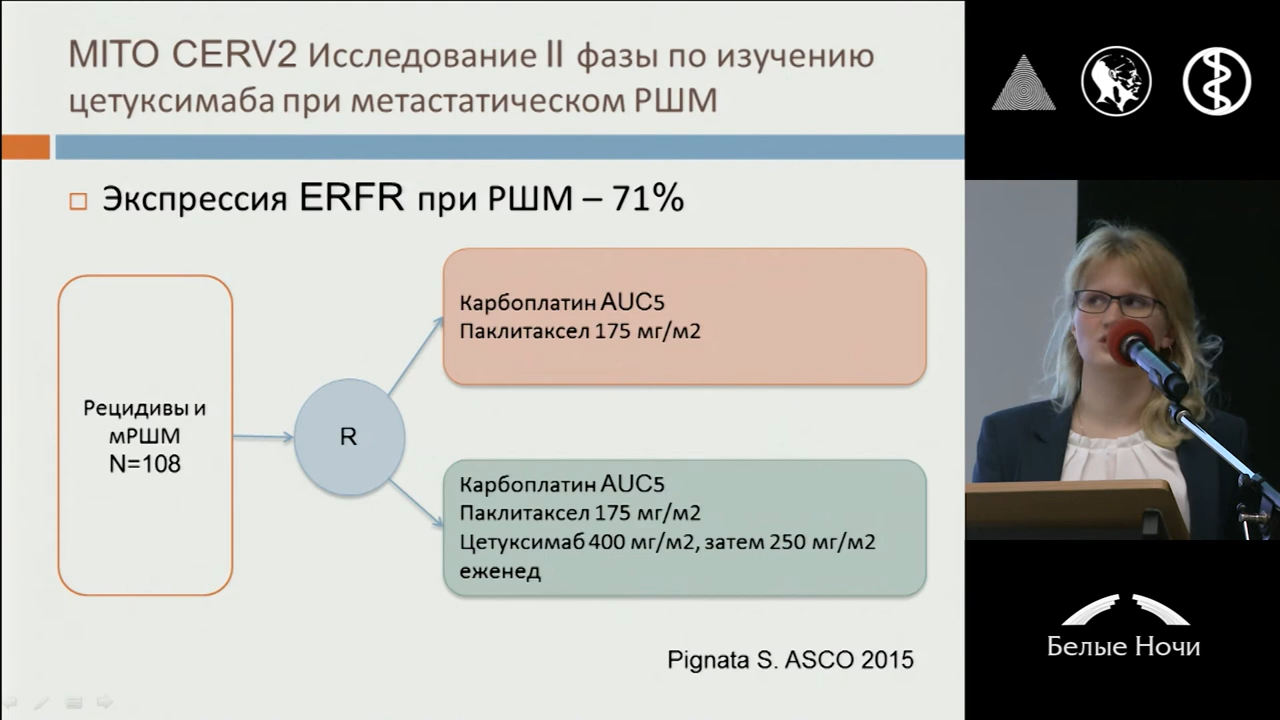 MITO CERV2 Исследование II фазы по изучению
цетуксимаба при метастатическом РШМ
Экспрессия ERFR при РШМ – 71%
Карбоплатин AUC5
Паклитаксел 175 мг/м2
Рецидивы и
мРШМ
N=108
R
Карбоплатин AUC5
Паклитаксел 175 мг/м2
Цетуксимаб 400 мг/м2, затем 250 мг/м2
еженед
Pignata S. ASCO 2015
Белые Ночи